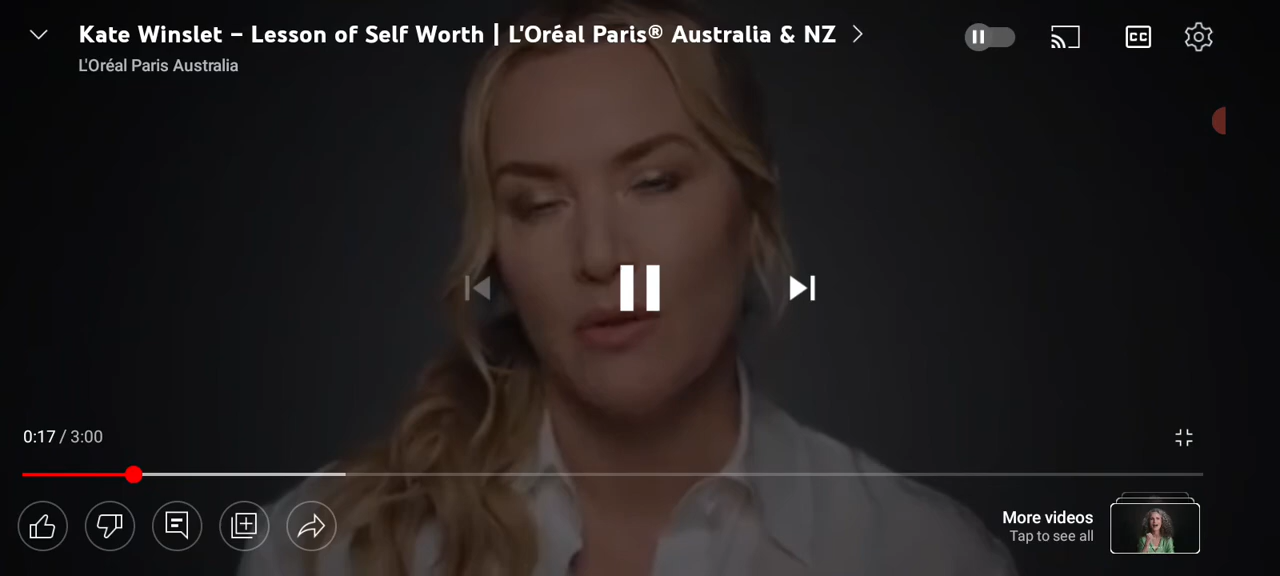 Kate Winslet – Lesson of Self Worth | L'Oréal Paris® Australia & NZ
L'Oréal Paris Australia
CC
0:17 / 3:00
More videos
Tap to see all